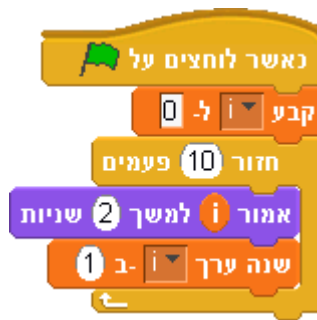 כאשר לוחצים על
קבע i ל- 0
חזור 10 פעמים
אמור i למשך 2 שניות
שנה ערך i ב- 1